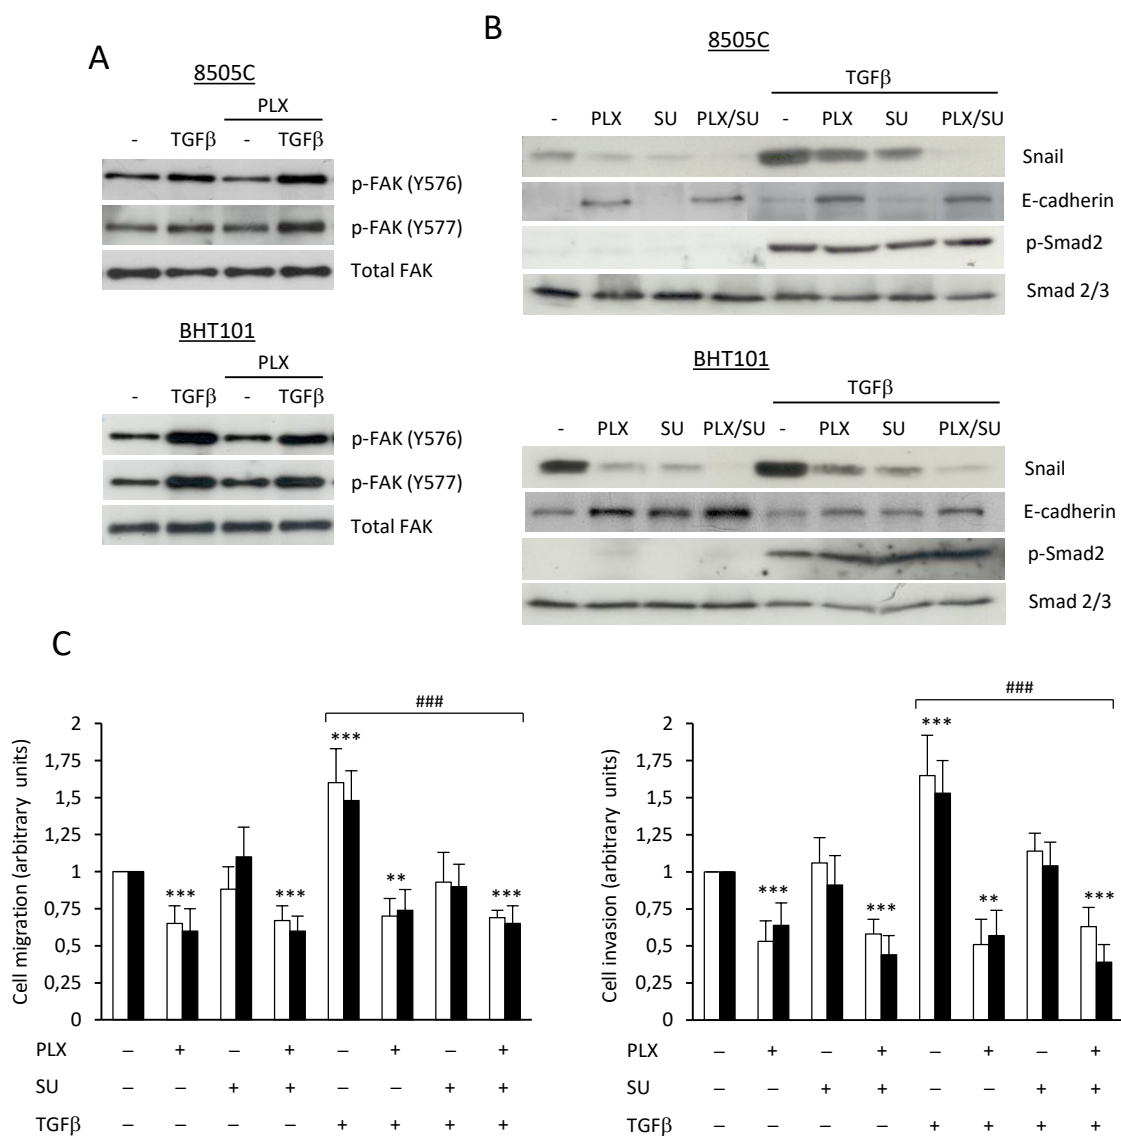 A
8505C
PLX
- TGFβ - TGFβ
p-FAK (Y576)
p-FAK (Y577)
Total FAK
BHT101
PLX
- TGFβ - TGFβ
p-FAK (Y576)
p-FAK (Y577)
Total FAK
B
8505C
TGFβ
- PLX SU PLX/SU - PLX SU PLX/SU
Snail
E-cadherin
p-Smad2
Smad 2/3
BHT101
TGFβ
- PLX SU PLX/SU - PLX SU PLX/SU
Snail
E-cadherin
p-Smad2
Smad 2/3
C
Cell migration (arbitrary units)
###
2
1,75
1,5
1,25
1
0,75
0,5
0,25
0
*** *** *** ** ***
PLX – + – + – + – +
SU – – + + – – + +
TGFβ – – – – + + + +
Cell invasion (arbitrary units)
###
2
1,75
1,5
1,25
1
0,75
0,5
0,25
0
*** *** *** ** ***
PLX – + – + – + – +
SU – – + + – – + +
TGFβ – – – – + + + +